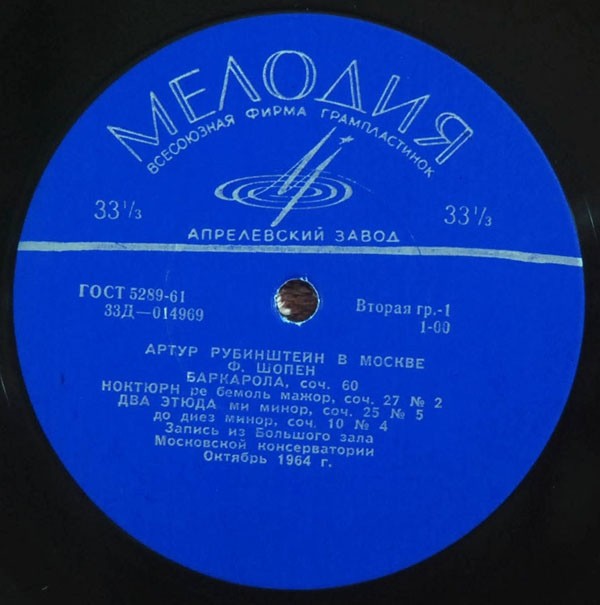 МЕЛОДИЯ
ВСЕСОЮЗНАЯ ФИРМА ГРАМПЛАСТИНОК
33 1/3 33 1/3
АПРЕЛЕВСКИЙ ЗАВОД
ГОСТ 5289-61
33Д—014969
Вторая гр.-1
1-00
АРТУР РУБИНШТЕЙН В МОСКВЕ
Ф. ШОПЕН
БАРКАРОЛА, соч. 60
НОКТЮРН ре бемоль мажор, соч. 27 № 2
ДВА ЭТЮДА ми минор, соч. 25 № 5
до диез минор, соч. 10 № 4
Запись из Большого зала
Московской консерватории
Октябрь 1964 г.